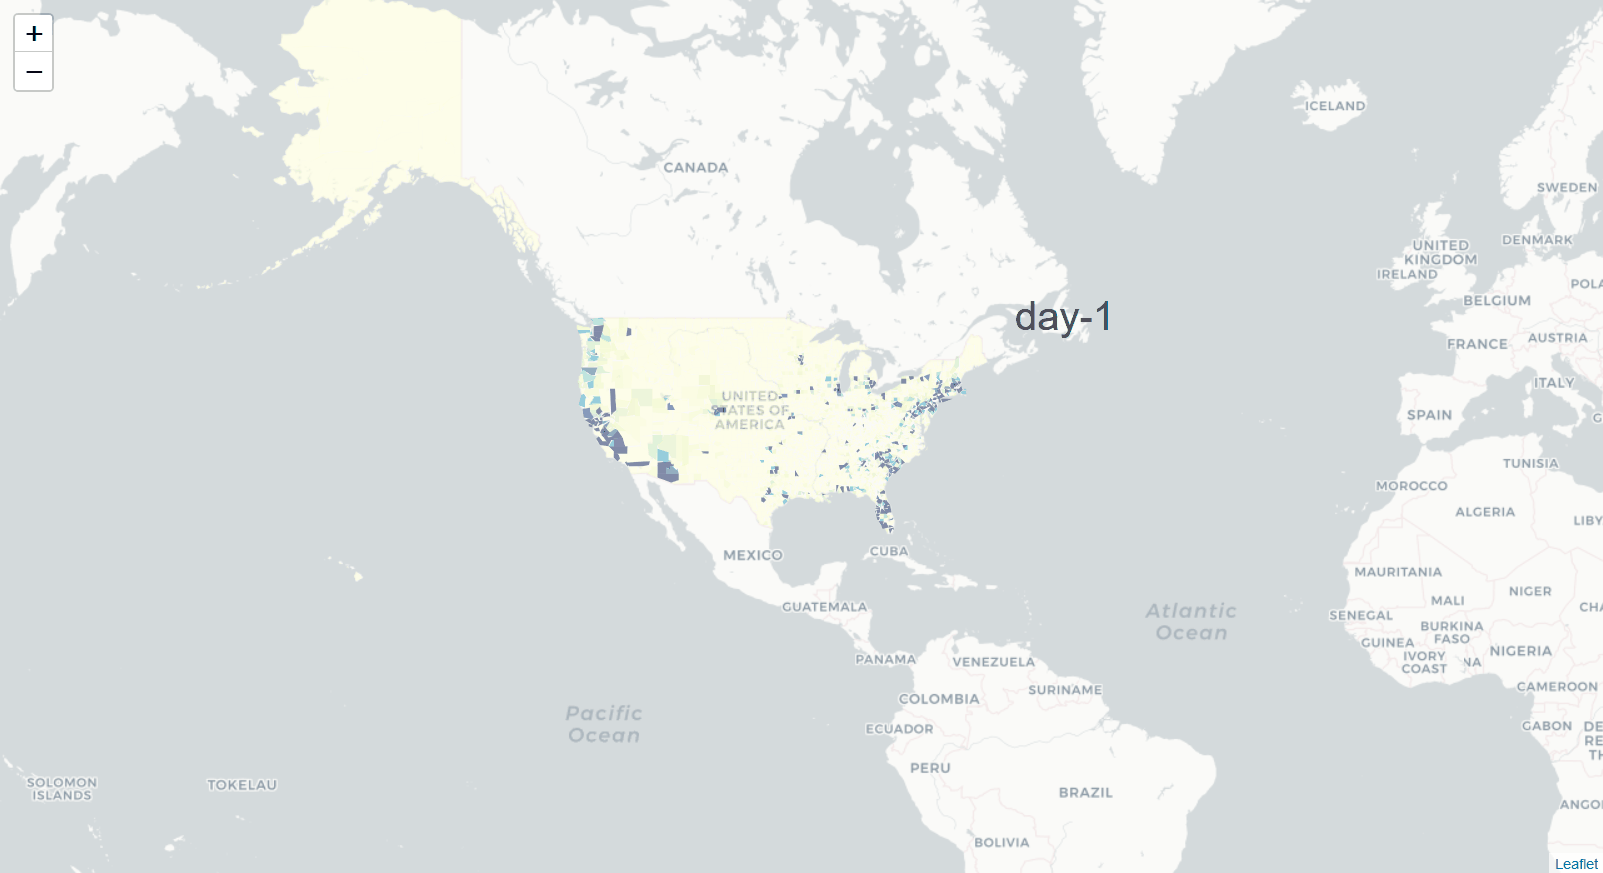 +
−
ICELAND
CANADA
SWEDEN
UNITED
KINGDOM
DENMARK
IRELAND
POLA
BELGIUM
day-1
AUSTRIA
FRANCE
ITALY
UNITED
STATES OF
AMERICA
SPAIN
G
TUNISIA
MOROCCO
ALGERIA
LIBY
MEXICO
CUBA
MAURITANIA
NIGER
GUATEMALA
MALI
CHA
Atlantic
Ocean
SENEGAL
BURKINA
FASO
GUINEA
NIGERIA
IVORY
COAST
NA
PANAMA
VENEZUELA
CAMEROON
SURINAME
COLOMBIA
Pacific
Ocean
ECUADOR
GABON
DE
RE
TH
PERU
SOLOMON
ISLANDS
TOKELAU
BRAZIL
ANGO
BOLIVIA
Leaflet